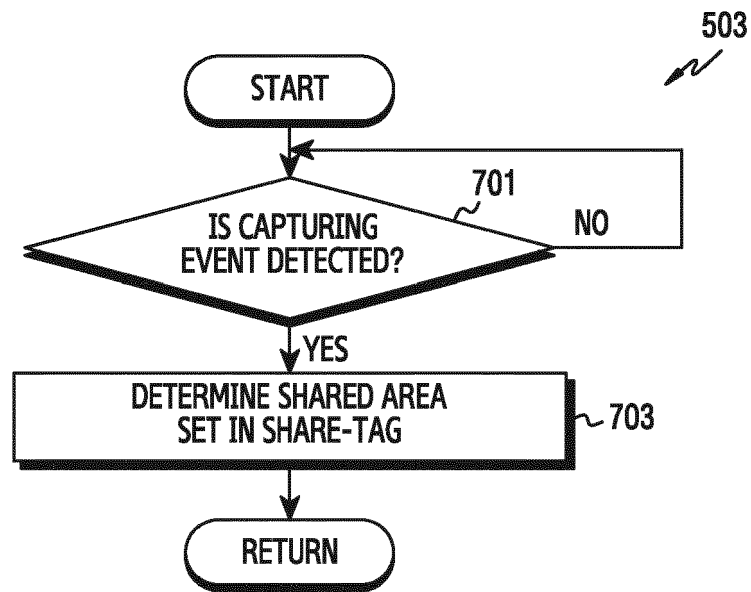 503
START
701
IS CAPTURING
EVENT DETECTED?
NO
YES
DETERMINE SHARED AREA
SET IN SHARE-TAG
703
RETURN